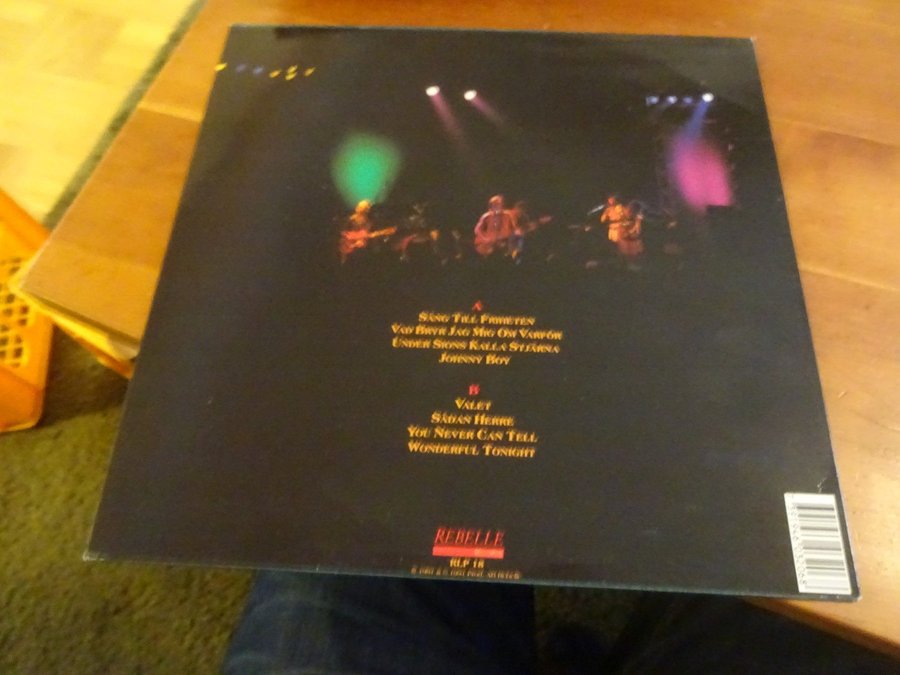 A
SÅNG TILL FRIHETEN
VAD BRYR JAG MIG OM VARFÖR
UNDER SIONS KALLA STJÄRNA
JOHNNY BOY
B
VALET
SÅDAN HERRE
YOU NEVER CAN TELL
WONDERFUL TONIGHT
REBELLE
RLP 18